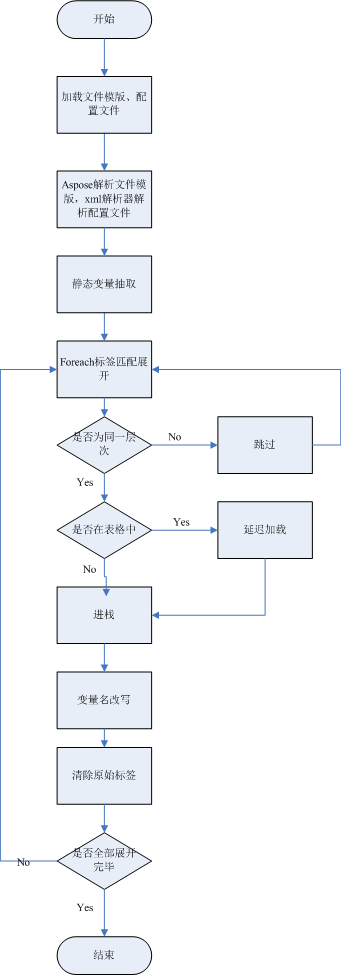 开始
加载文件模版、配
置文件
Aspose解析文件模
版，xml解析器解
析配置文件
静态变量抽取
Foreach标签匹配展
开
是否为同一层
次
No
跳过
Yes
是否在表格中
Yes
延迟加载
No
进栈
变量名改写
清除原始标签
是否全部展开
完毕
No
Yes
结束